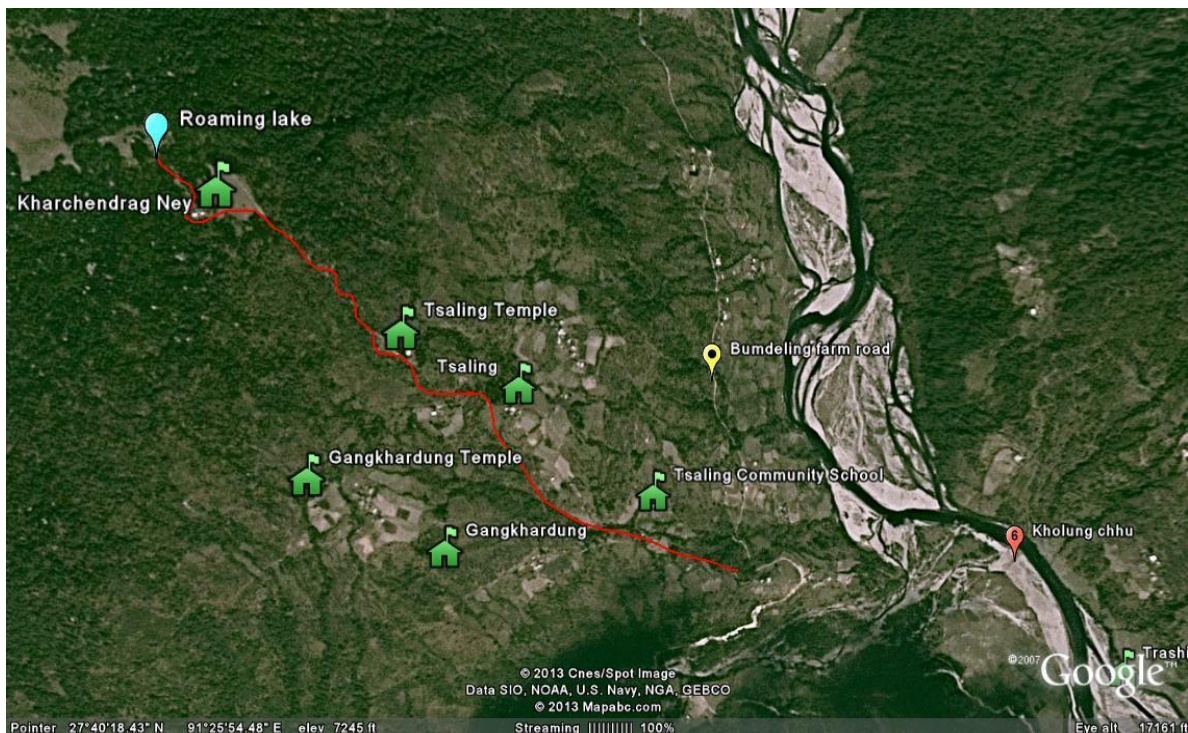 Roaming lake
Kharchendrag Ney
Tsaling Temple
Bumdeling farm road
Tsaling
Gangkhardung Temple
Tsaling Community School
Gangkhardung
6
Kholung chhu
Trashi
©2007 Google™
© 2013 Cnes/Spot Image
Data SIO, NOAA, U.S. Navy, NGA, GEBCO
© 2013 Mapabc.com
Pointer 27°40'18.43" N 91°25'54.48" E elev 7245 ft Streaming ||||||||| 100% Eye alt 17161 ft